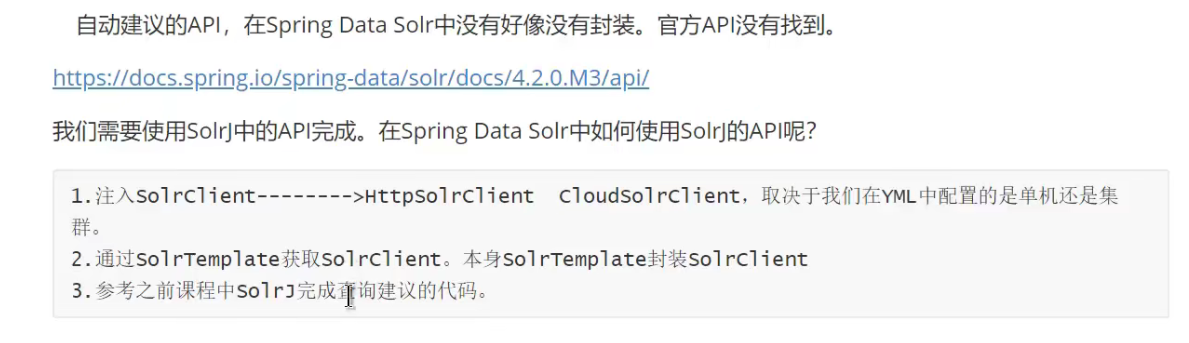 自动建议的API，在Spring Data Solr中没有好像没有封装。官方API没有找到。
https://docs.spring.io/spring-data/solr/docs/4.2.0.M3/api/
我们需要使用SolrJ中的API完成。在Spring Data Solr中如何使用SolrJ的API呢？
1.注入SolrClient-------->HttpSolrClient  CloudSolrClient，取决于我们在YML中配置的是单机还是集
群。
2.通过SolrTemplate获取SolrClient。本身SolrTemplate封装SolrClient
3.参考之前课程中SolrJ完成查询建议的代码。